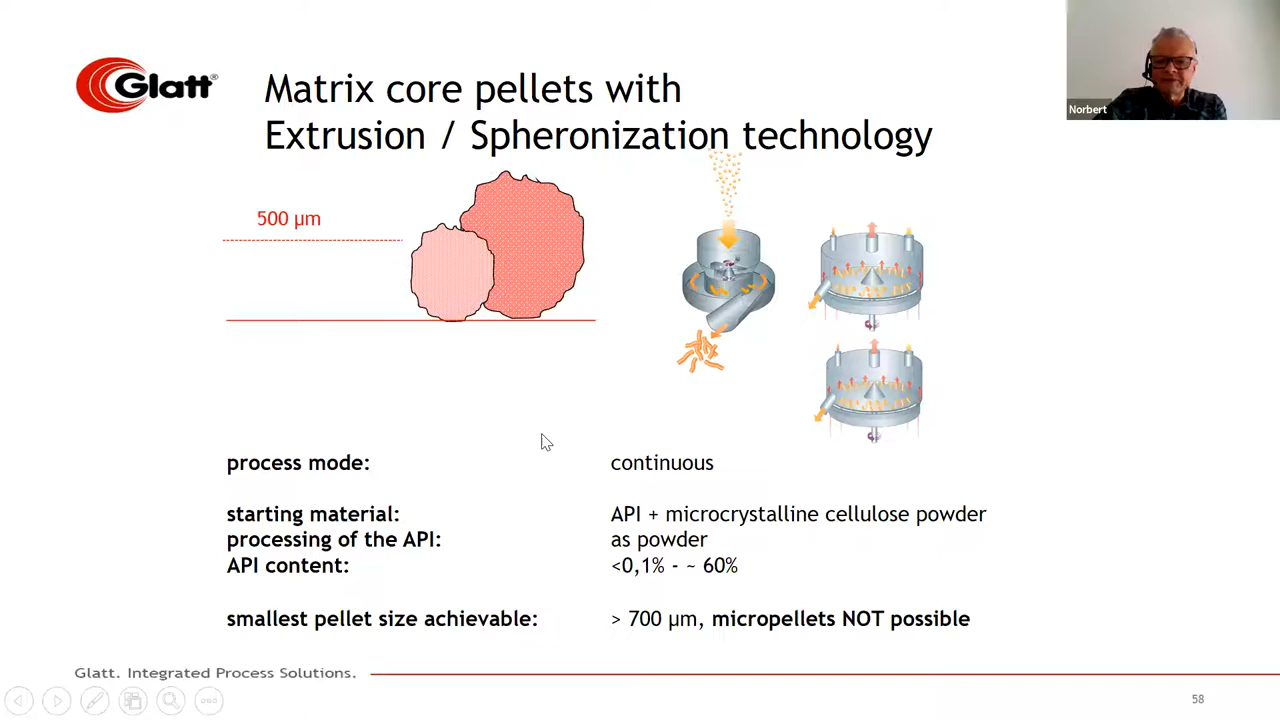 Glatt®
Matrix core pellets with
Extrusion / Spheronization technology
Norbert
500 µm
process mode: continuous
starting material: API + microcrystalline cellulose powder
processing of the API: as powder
API content: <0,1% - ~ 60%
smallest pellet size achievable: > 700 µm, micropellets NOT possible
Glatt. Integrated Process Solutions.
58